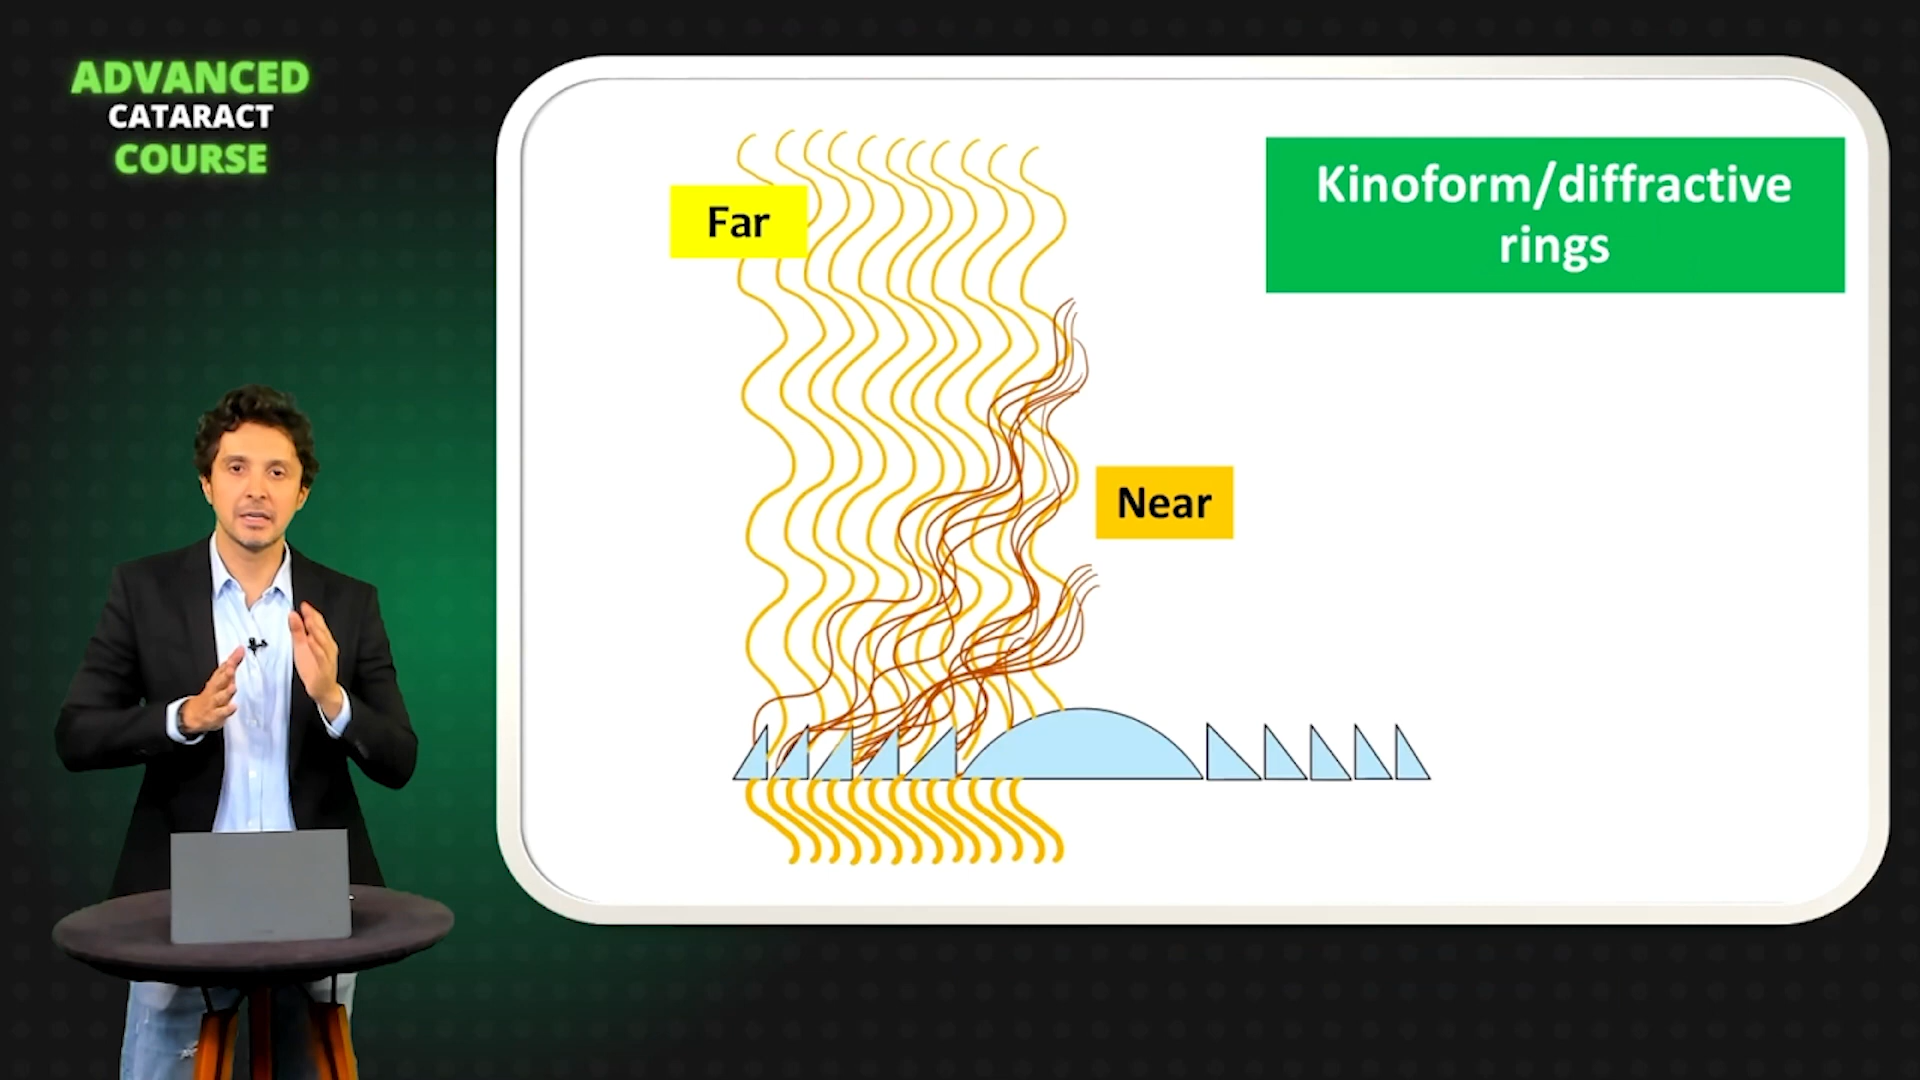 ADVANCED
CATARACT
COURSE
Far
Kinoform/diffractive
rings
Near